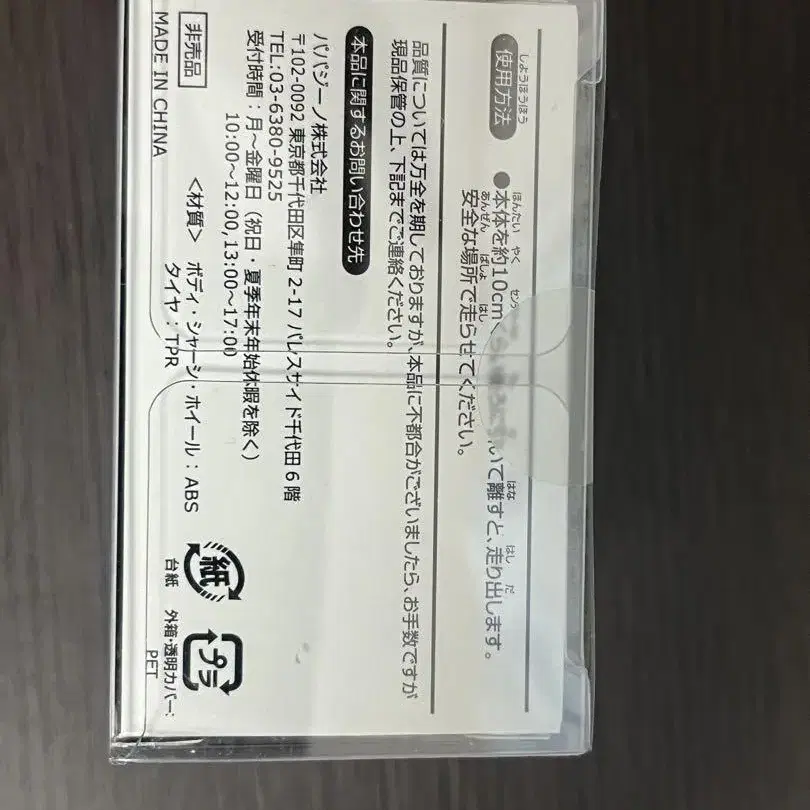 しようほうほう
使用方法
ほんたい やく センチ
●本体を約10cm いて離すと、走り出します。
はな はし だ
あんぜん ばしょ はし
安全な場所で走らせてください。
品質については万全を期しておりますが、本品に不都合がございましたら、お手数ですが
現品保管の上、下記までご連絡ください。
本品に関するお問い合わせ先
パパジーノ株式会社
〒102-0092 東京都千代田区隼町 2-17 パレスサイド千代田 6 階
TEL:03-6380-9525
受付時間：月～金曜日（祝日・夏季年末年始休暇を除く）
10:00～12:00,13:00～17:00
非売品
MADE IN CHINA
＜材質＞ ボディ・シャーシ・ホイール：ABS
タイヤ：TPR
紙
台紙
プラ
外箱・透明カバー：
PET